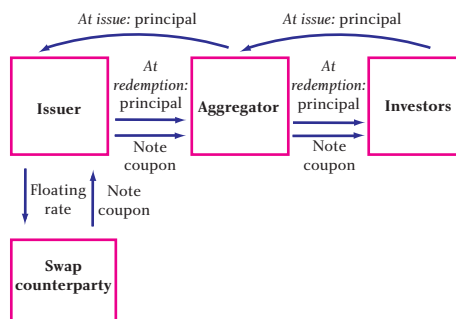 At issue: principal
At issue: principal
Issuer
At
redemption:
principal
Note
coupon
Aggregator
At
redemption:
principal
Note
coupon
Investors
Floating
rate
Note
coupon
Swap
counterparty